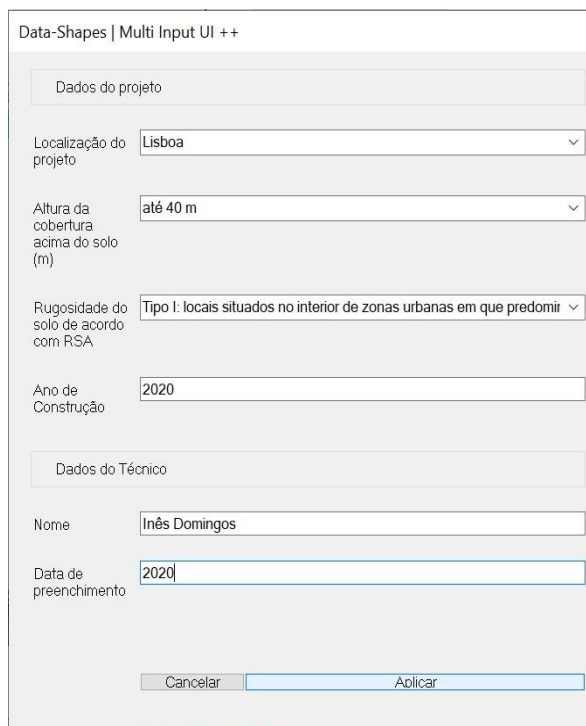 Data-Shapes | Multi Input UI ++
Dados do projeto
Localização do
projeto
Lisboa
Altura da
cobertura
acima do solo
(m)
até 40 m
Rugosidade do
solo de acordo
com RSA
Tipo I: locais situados no interior de zonas urbanas em que predomir
Ano de
Construção
2020
Dados do Técnico
Nome
Inês Domingos
Data de
preenchimento
2020
Cancelar
Aplicar